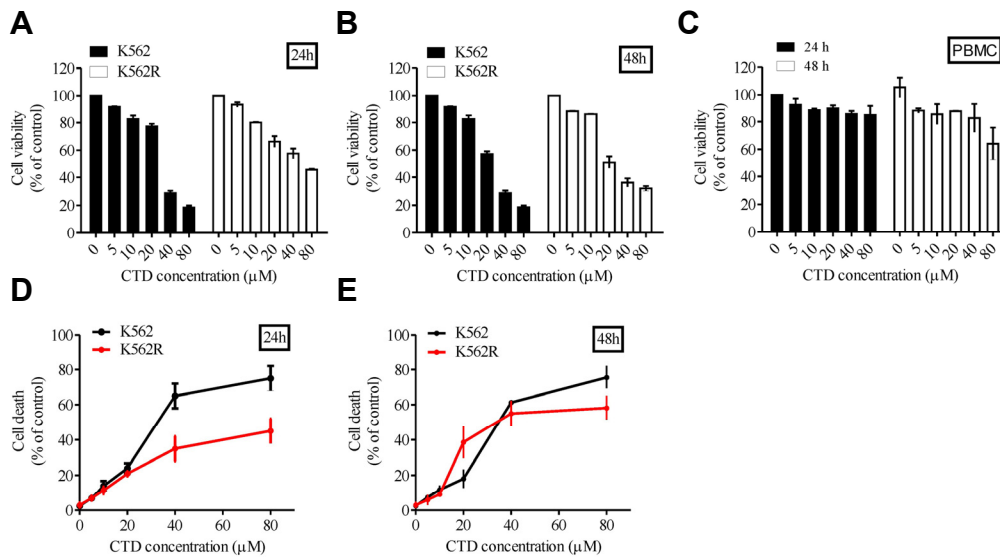 A
K562
K562R
24h
120
100
80
60
40
20
0
Cell viability
(% of control)
0 5 10 20 40 80 0 5 10 20 40 80
CTD concentration (µM)
B
K562
K562R
48h
120
100
80
60
40
20
0
Cell viability
(% of control)
0 5 10 20 40 80 0 5 10 20 40 80
CTD concentration (µM)
C
24 h
48 h
PBMC
120
100
80
60
40
20
0
Cell viability
(% of control)
0 5 10 20 40 80 0 5 10 20 40 80
CTD concentration (µM)
D
K562
K562R
24h
100
80
60
40
20
0
Cell death
(% of control)
0 20 40 60 80
CTD concentration (µM)
E
K562
K562R
48h
100
80
60
40
20
0
Cell death
(% of control)
0 20 40 60 80
CTD concentration (µM)